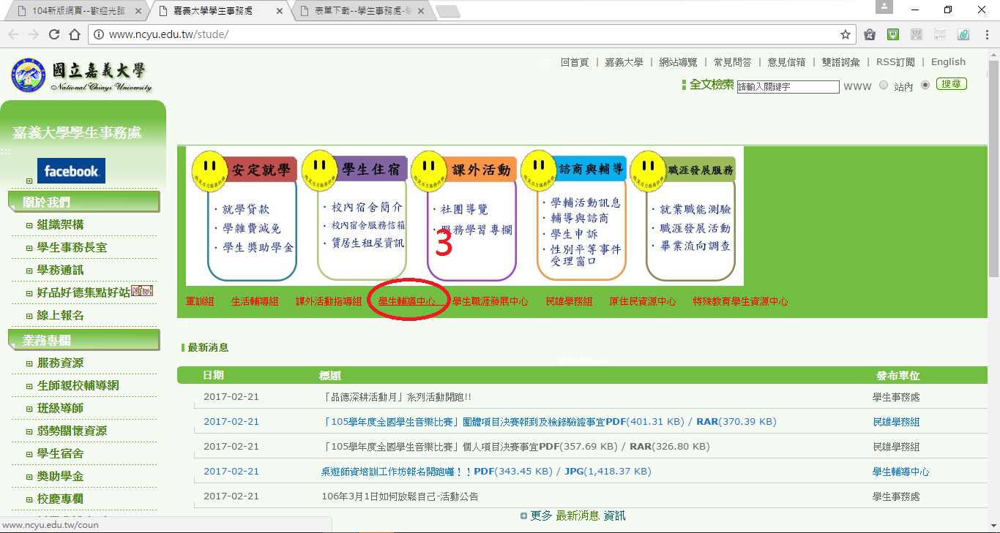 104新版網頁--歡迎光臨
嘉義大學學生事務處
表單下載--學生事務處-學
www.ncyu.edu.tw/stude/
國立嘉義大學
National Chiayi University
回首頁 | 嘉義大學 | 網站導覽 | 常見問答 | 意見信箱 | 雙語詞彙 | RSS訂閱 | English
全文檢索 請輸入關鍵字 WWW 站內 搜尋
嘉義大學學生事務處
:::
facebook
關於我們
組織架構
學生事務長室
學務通訊
好品好德集點好站 New!
線上報名
業務專欄
服務資源
生師親校輔導網
班級導師
弱勢關懷資源
學生宿舍
獎助學金
校慶專欄
安定就學
·就學貸款
·學雜費減免
·學生獎助學金
學生住宿
·校內宿舍簡介
·校內宿舍服務信箱
·賃居生租屋資訊
課外活動
·社團導覽
·服務學習專欄
諮商與輔導
·學輔活動訊息
·輔導與諮商
·學生申訴
·性別平等事件
受理窗口
職涯發展服務
·就業職能測驗
·職涯發展活動
·畢業流向調查
3
軍訓組 生活輔導組 課外活動指導組 學生輔導中心 學生職涯發展中心 民雄學務組 原住民資源中心 特殊教育學生資源中心
最新消息
日期 標題 發布單位
2017-02-21 「品德深耕活動月」系列活動開跑!! 學生事務處
2017-02-21 「105學年度全國學生音樂比賽」團體項目決賽報到及檢錄驗證事宜PDF(401.31 KB) / RAR(370.39 KB) 民雄學務組
2017-02-21 「105學年度全國學生音樂比賽」個人項目決賽事宜PDF(357.69 KB) / RAR(326.80 KB) 民雄學務組
2017-02-21 桌遊師資培訓工作坊報名開跑囉！！PDF(343.45 KB) / JPG(1,418.37 KB) 學生輔導中心
2017-02-21 106年3月1日如何放鬆自己-活動公告 學生事務處
更多 最新消息 資訊
www.ncyu.edu.tw/coun